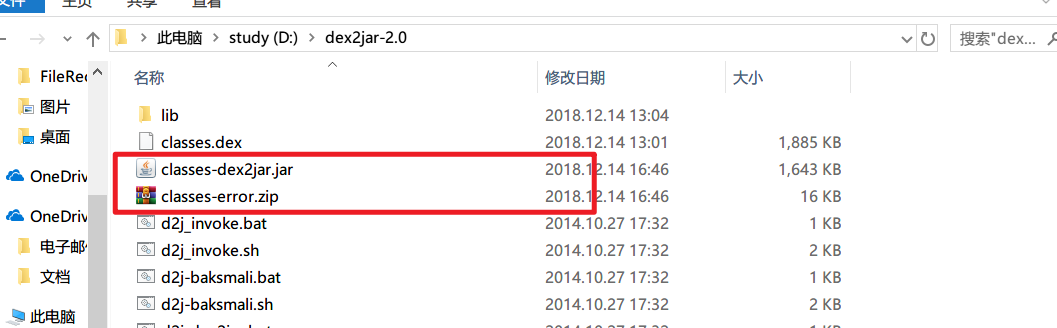 文件 主页 共享 查看
此电脑 study (D:) dex2jar-2.0 搜索"dex...
名称 修改日期 大小
FileRec
图片
桌面
OneDriv
OneDriv
电子邮
文档
此电脑
lib 2018.12.14 13:04
classes.dex 2018.12.14 13:01 1,885 KB
classes-dex2jar.jar 2018.12.14 16:46 1,643 KB
classes-error.zip 2018.12.14 16:46 16 KB
d2j_invoke.bat 2014.10.27 17:32 1 KB
d2j_invoke.sh 2014.10.27 17:32 2 KB
d2j-baksmali.bat 2014.10.27 17:32 1 KB
d2j-baksmali.sh 2014.10.27 17:32 2 KB